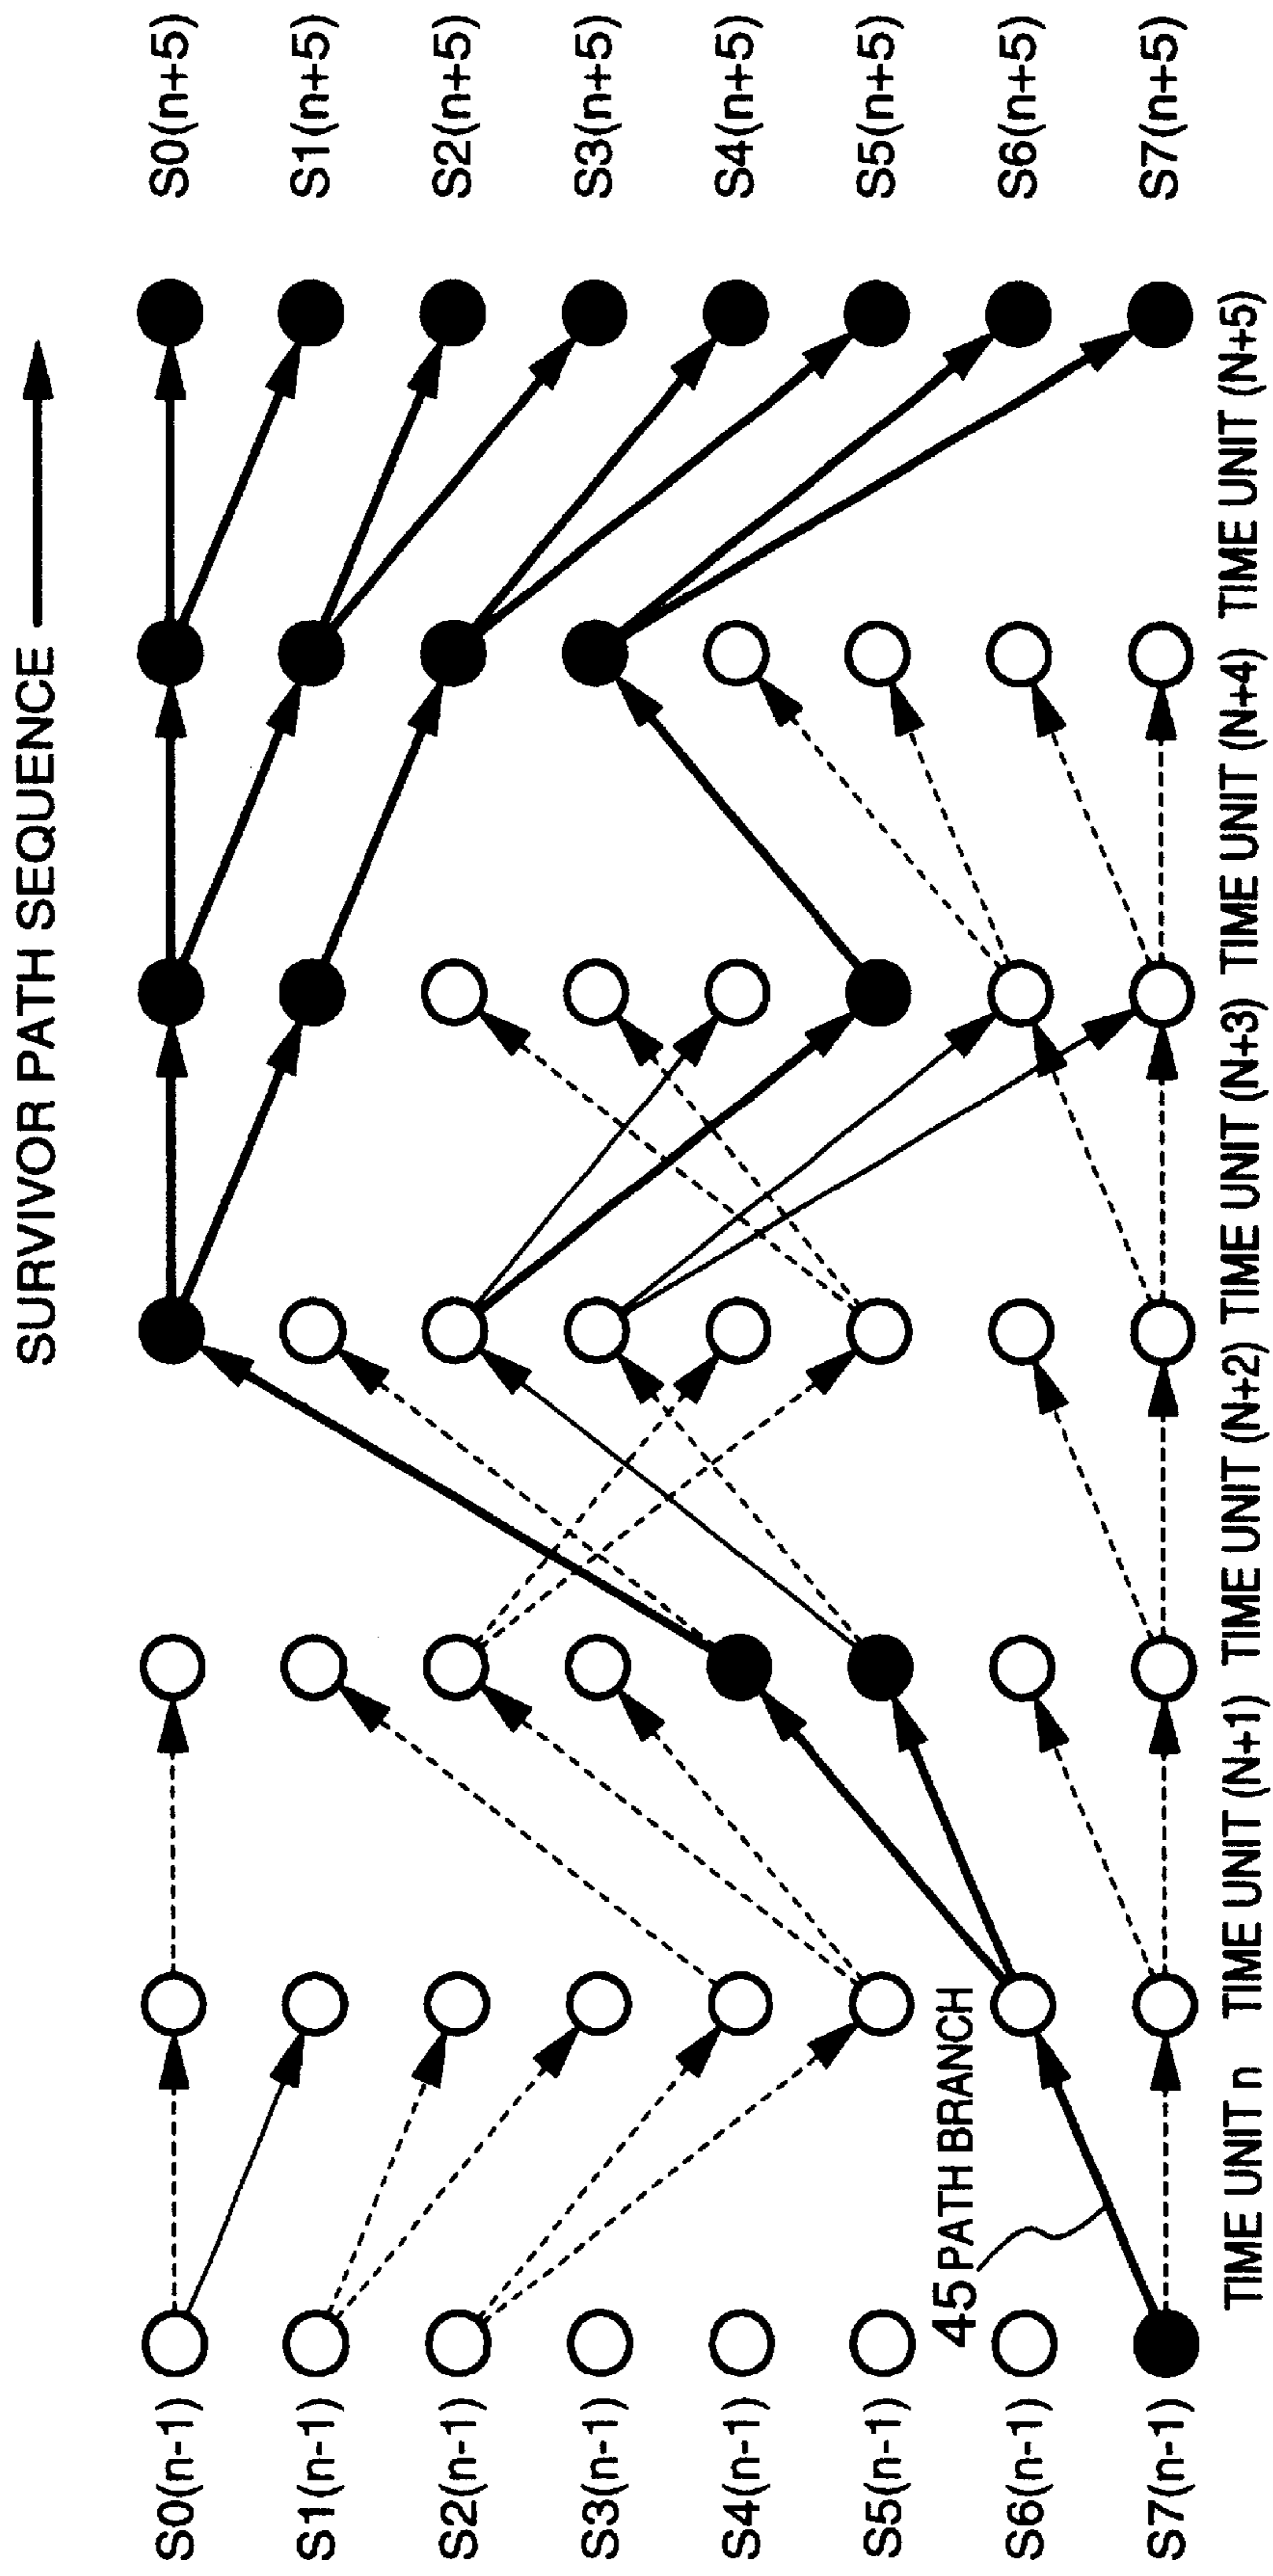 SURVIVOR PATH SEQUENCE
S0(n-1)
S1(n-1)
S2(n-1)
S3(n-1)
S4(n-1)
S5(n-1)
S6(n-1)
S7(n-1)
45 PATH BRANCH
S0(n+5)
S1(n+5)
S2(n+5)
S3(n+5)
S4(n+5)
S5(n+5)
S6(n+5)
S7(n+5)
TIME UNIT n TIME UNIT (N+1) TIME UNIT (N+2) TIME UNIT (N+3) TIME UNIT (N+4) TIME UNIT (N+5)